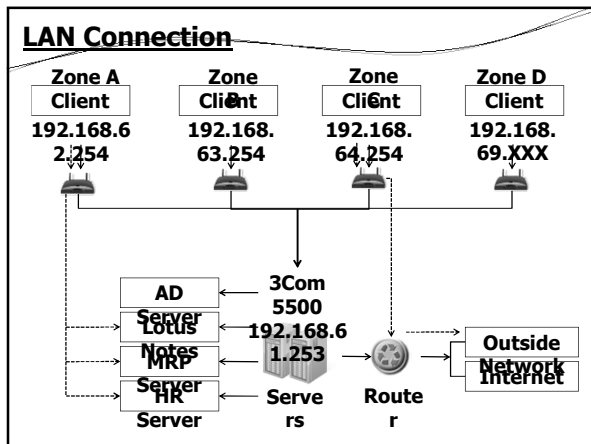 LAN Connection
Zone A
Client
192.168.6
2.254
Zone
B
Client
192.168.
63.254
Zone
C
Client
192.168.
64.254
Zone D
Client
192.168.
69.XXX
3Com
5500
192.168.6
1.253
AD
Server
Lotus
Notes
MRP
Server
HR
Server
Serve
rs
Route
r
Outside
Network
Internet